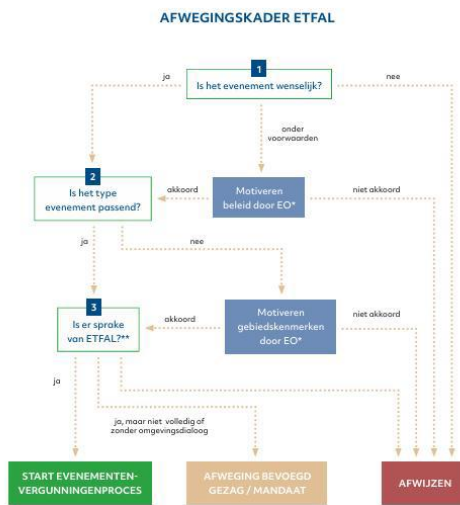 AFWEGINGSKADER ETFAL
1
Is het evenement wenselijk?
ja
nee
onder
voorwaarden
2
Is het type
evenement passend?
akkoord
Motiveren
beleid door EO*
niet akkoord
ja
nee
3
Is er sprake
van ETFAL?**
akkoord
Motiveren
gebiedskenmerken
door EO*
niet akkoord
ja
ja, maar niet volledig of
zonder omgevingsdialoog
START EVENEMENTEN-
VERGUNNINGENPROCES
AFWEGING BEVOEGD
GEZAG / MANDAAT
AFWIJZEN